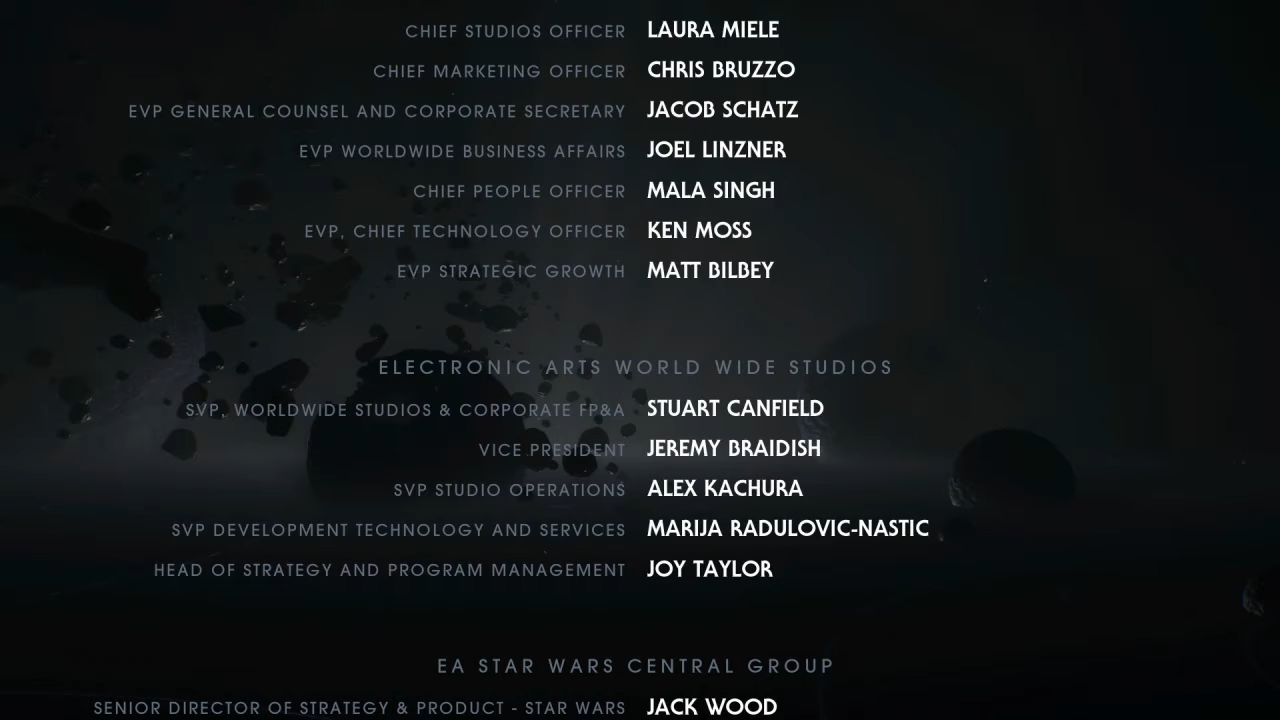 CHIEF STUDIOS OFFICER LAURA MIELE
CHIEF MARKETING OFFICER CHRIS BRUZZO
EVP GENERAL COUNSEL AND CORPORATE SECRETARY JACOB SCHATZ
EVP WORLDWIDE BUSINESS AFFAIRS JOEL LINZNER
CHIEF PEOPLE OFFICER MALA SINGH
EVP, CHIEF TECHNOLOGY OFFICER KEN MOSS
EVP STRATEGIC GROWTH MATT BILBEY
ELECTRONIC ARTS WORLD WIDE STUDIOS
SVP, WORLDWIDE STUDIOS & CORPORATE FP&A STUART CANFIELD
VICE PRESIDENT JEREMY BRAIDISH
SVP STUDIO OPERATIONS ALEX KACHURA
SVP DEVELOPMENT TECHNOLOGY AND SERVICES MARIJA RADULOVIC-NASTIC
HEAD OF STRATEGY AND PROGRAM MANAGEMENT JOY TAYLOR
EA STAR WARS CENTRAL GROUP
SENIOR DIRECTOR OF STRATEGY & PRODUCT - STAR WARS JACK WOOD